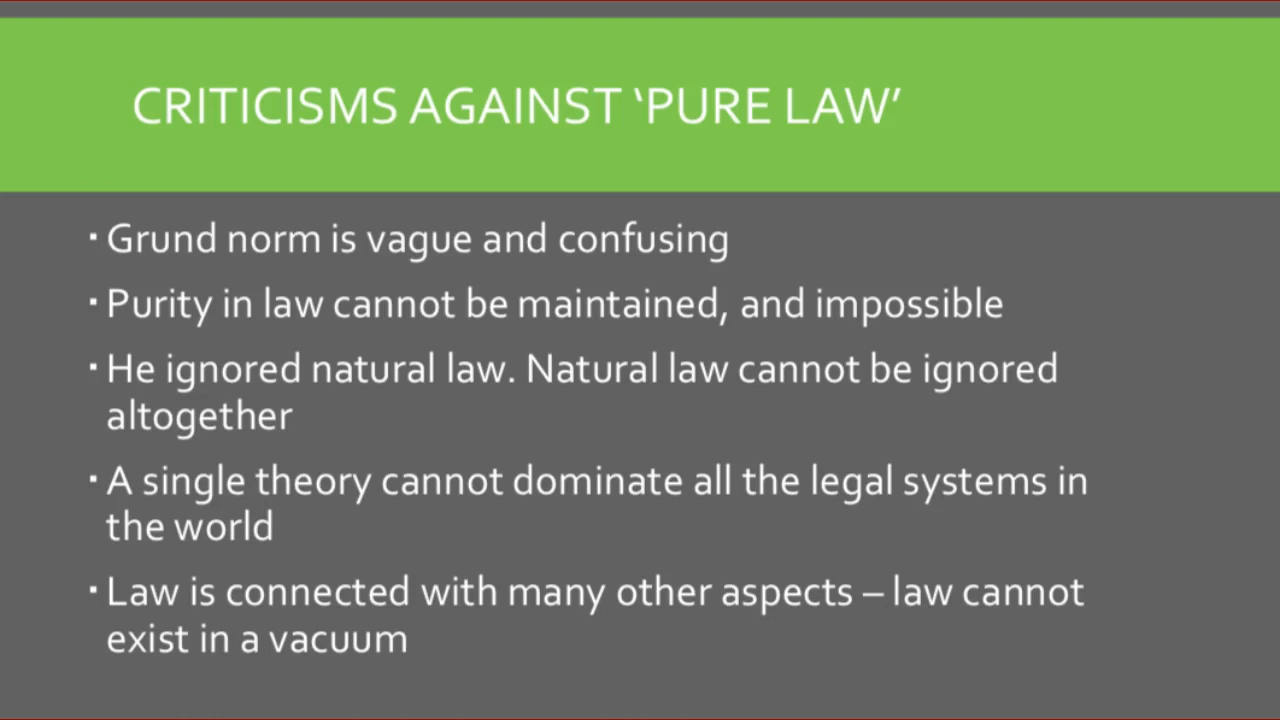 CRITICISMS AGAINST ‘PURE LAW’
▪ Grund norm is vague and confusing
▪ Purity in law cannot be maintained, and impossible
▪ He ignored natural law. Natural law cannot be ignored
altogether
▪ A single theory cannot dominate all the legal systems in
the world
▪ Law is connected with many other aspects – law cannot
exist in a vacuum